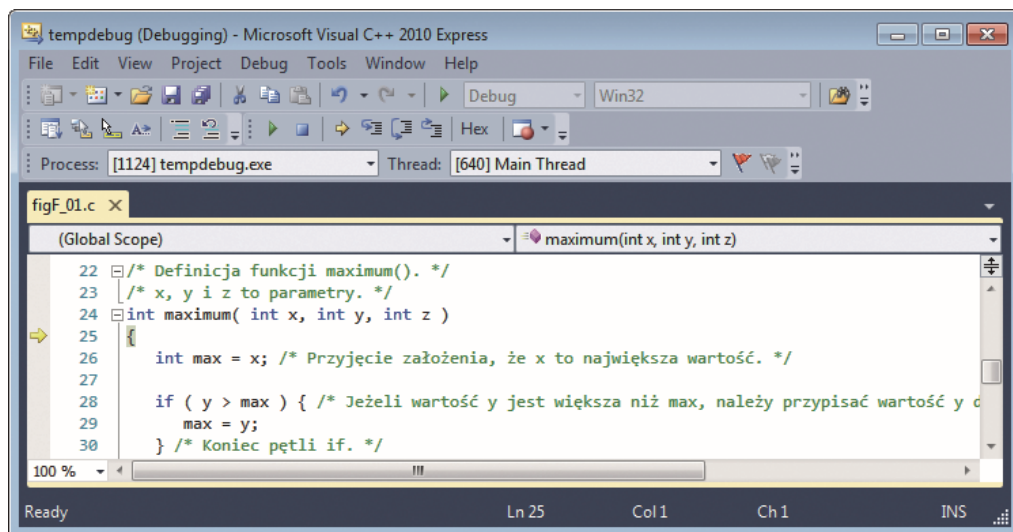 tempdebug (Debugging) - Microsoft Visual C++ 2010 Express
File Edit View Project Debug Tools Window Help
Debug Win32
Hex
Process: [1124] tempdebug.exe Thread: [640] Main Thread
figF_01.c
(Global Scope) maximum(int x, int y, int z)
22 /* Definicja funkcji maximum(). */
23 /* x, y i z to parametry. */
24 int maximum( int x, int y, int z )
25 {
26 int max = x; /* Przyjęcie założenia, że x to największa wartość. */
27
28 if ( y > max ) { /* Jeżeli wartość y jest większa niż max, należy przypisać wartość y d
29 max = y;
30 } /* Koniec pętli if. */
100 %
Ready Ln 25 Col 1 Ch 1 INS